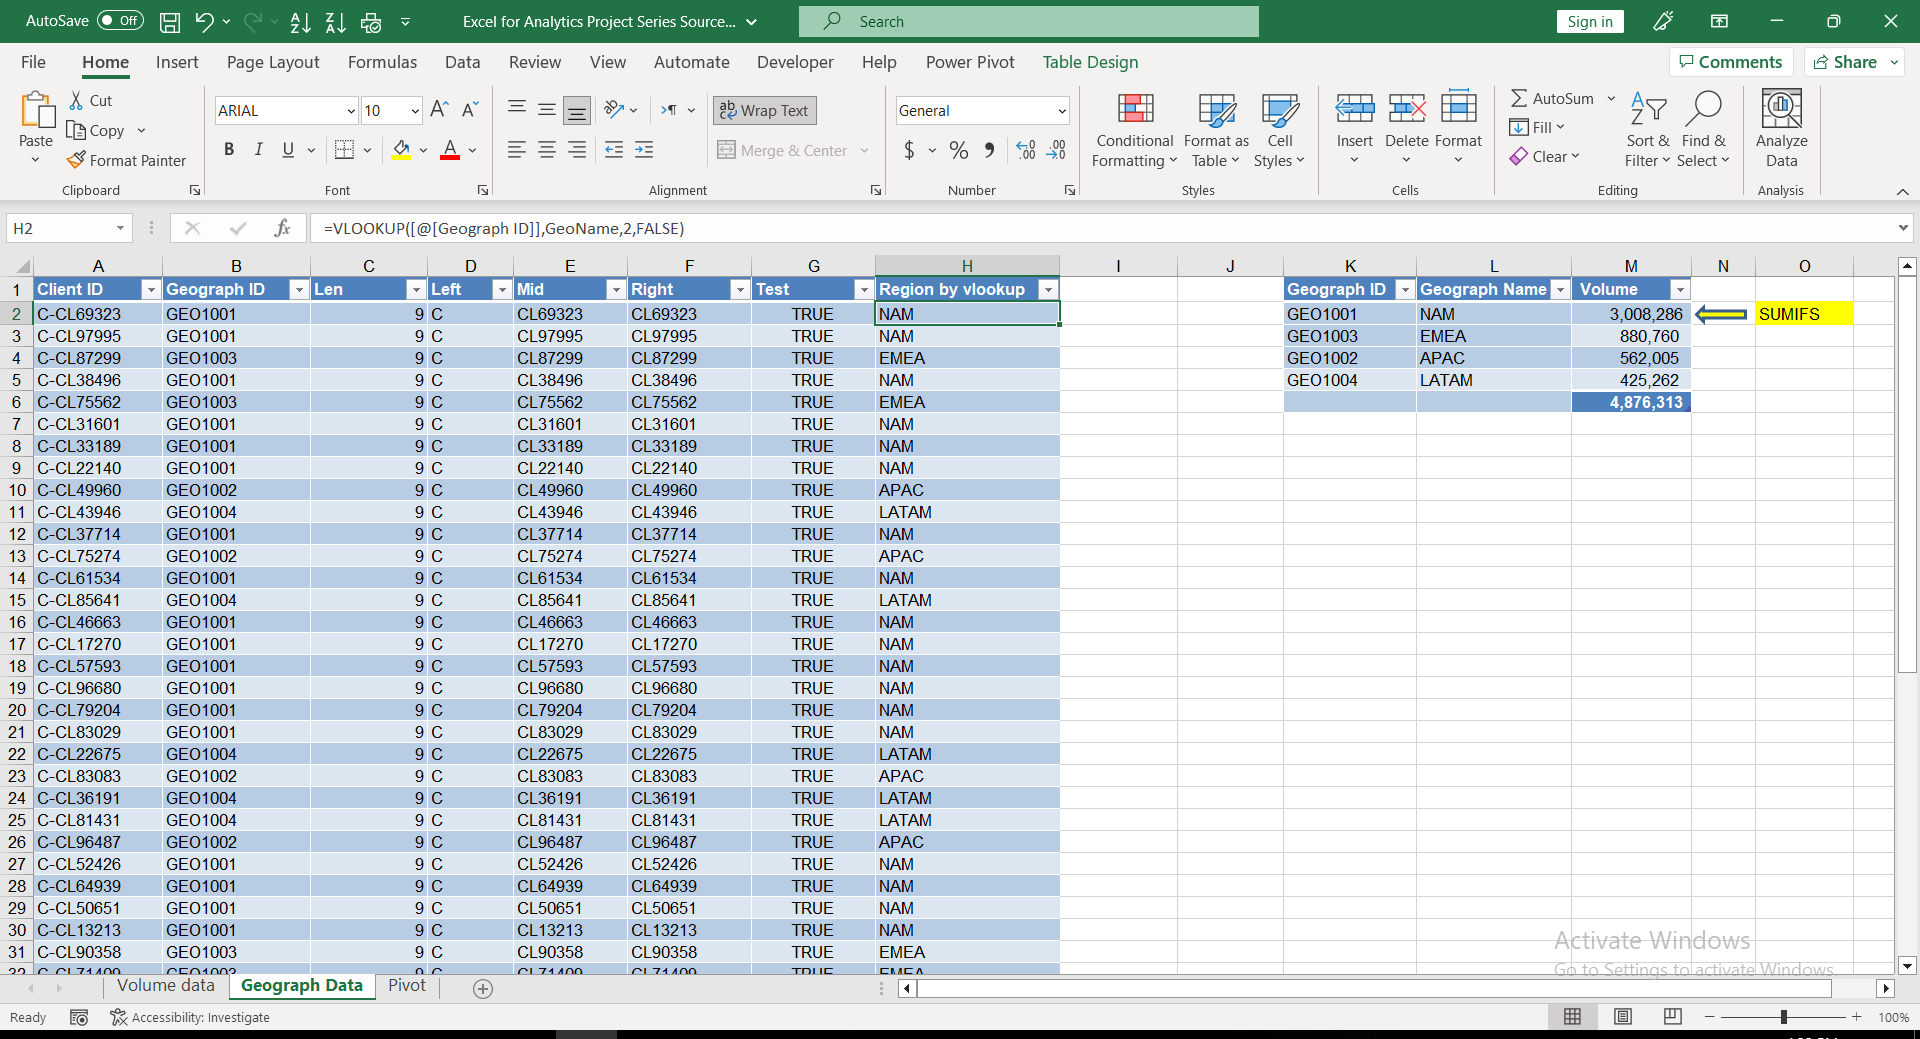 AutoSave Off Excel for Analytics Project Series Source... Search Sign in
File Home Insert Page Layout Formulas Data Review View Automate Developer Help Power Pivot Table Design Comments Share
Paste Cut Copy Format Painter Clipboard
ARIAL 10 B I U A Font
ab Wrap Text Merge & Center Alignment
General $ % Number
Conditional Formatting Format as Table Cell Styles Styles
Insert Delete Format Cells
AutoSum Fill Clear Sort & Filter Find & Select Editing
Analyze Data Analysis
H2 fx =VLOOKUP([@[Geograph ID]],GeoName,2,FALSE)
A B C D E F G H I J K L M N O
1 Client ID Geograph ID Len Left Mid Right Test Region by vlookup Geograph ID Geograph Name Volume
2 C-CL69323 GEO1001 9 C CL69323 CL69323 TRUE NAM GEO1001 NAM 3,008,286 SUMIFS
3 C-CL97995 GEO1001 9 C CL97995 CL97995 TRUE NAM GEO1003 EMEA 880,760
4 C-CL87299 GEO1003 9 C CL87299 CL87299 TRUE EMEA GEO1002 APAC 562,005
5 C-CL38496 GEO1001 9 C CL38496 CL38496 TRUE NAM GEO1004 LATAM 425,262
6 C-CL75562 GEO1003 9 C CL75562 CL75562 TRUE EMEA 4,876,313
7 C-CL31601 GEO1001 9 C CL31601 CL31601 TRUE NAM
8 C-CL33189 GEO1001 9 C CL33189 CL33189 TRUE NAM
9 C-CL22140 GEO1001 9 C CL22140 CL22140 TRUE NAM
10 C-CL49960 GEO1002 9 C CL49960 CL49960 TRUE APAC
11 C-CL43946 GEO1004 9 C CL43946 CL43946 TRUE LATAM
12 C-CL37714 GEO1001 9 C CL37714 CL37714 TRUE NAM
13 C-CL75274 GEO1002 9 C CL75274 CL75274 TRUE APAC
14 C-CL61534 GEO1001 9 C CL61534 CL61534 TRUE NAM
15 C-CL85641 GEO1004 9 C CL85641 CL85641 TRUE LATAM
16 C-CL46663 GEO1001 9 C CL46663 CL46663 TRUE NAM
17 C-CL17270 GEO1001 9 C CL17270 CL17270 TRUE NAM
18 C-CL57593 GEO1001 9 C CL57593 CL57593 TRUE NAM
19 C-CL96680 GEO1001 9 C CL96680 CL96680 TRUE NAM
20 C-CL79204 GEO1001 9 C CL79204 CL79204 TRUE NAM
21 C-CL83029 GEO1001 9 C CL83029 CL83029 TRUE NAM
22 C-CL22675 GEO1004 9 C CL22675 CL22675 TRUE LATAM
23 C-CL83083 GEO1002 9 C CL83083 CL83083 TRUE APAC
24 C-CL36191 GEO1004 9 C CL36191 CL36191 TRUE LATAM
25 C-CL81431 GEO1004 9 C CL81431 CL81431 TRUE LATAM
26 C-CL96487 GEO1002 9 C CL96487 CL96487 TRUE APAC
27 C-CL52426 GEO1001 9 C CL52426 CL52426 TRUE NAM
28 C-CL64939 GEO1001 9 C CL64939 CL64939 TRUE NAM
29 C-CL50651 GEO1001 9 C CL50651 CL50651 TRUE NAM
30 C-CL13213 GEO1001 9 C CL13213 CL13213 TRUE NAM
31 C-CL90358 GEO1003 9 C CL90358 CL90358 TRUE EMEA
Activate Windows
Go to Settings to activate Windows.
Volume data Geograph Data Pivot
Ready Accessibility: Investigate 100%